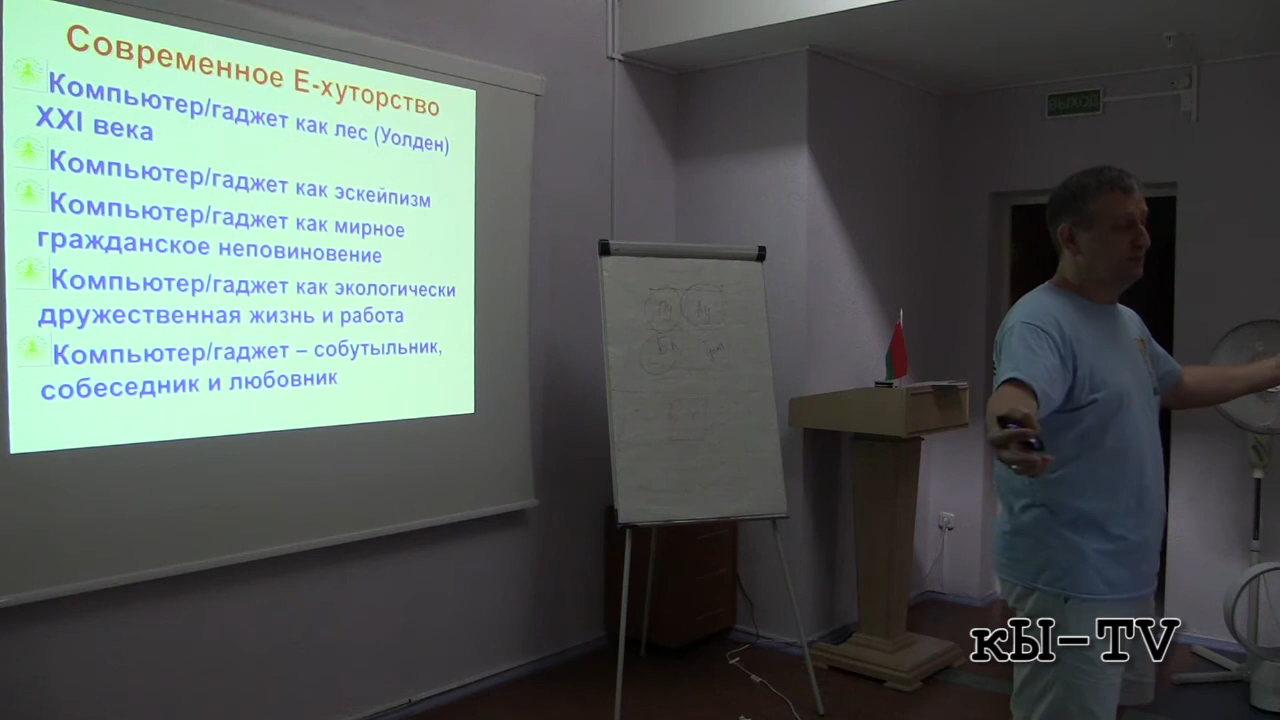 Современное Е-хуторство
Компьютер/гаджет как лес (Уолден)
XXI века
Компьютер/гаджет как эскейпизм
Компьютер/гаджет как мирное
гражданское неповиновение
Компьютер/гаджет как экологически
дружественная жизнь и работа
Компьютер/гаджет – собутыльник,
собеседник и любовник
ВЫХОД
кЫ-TV